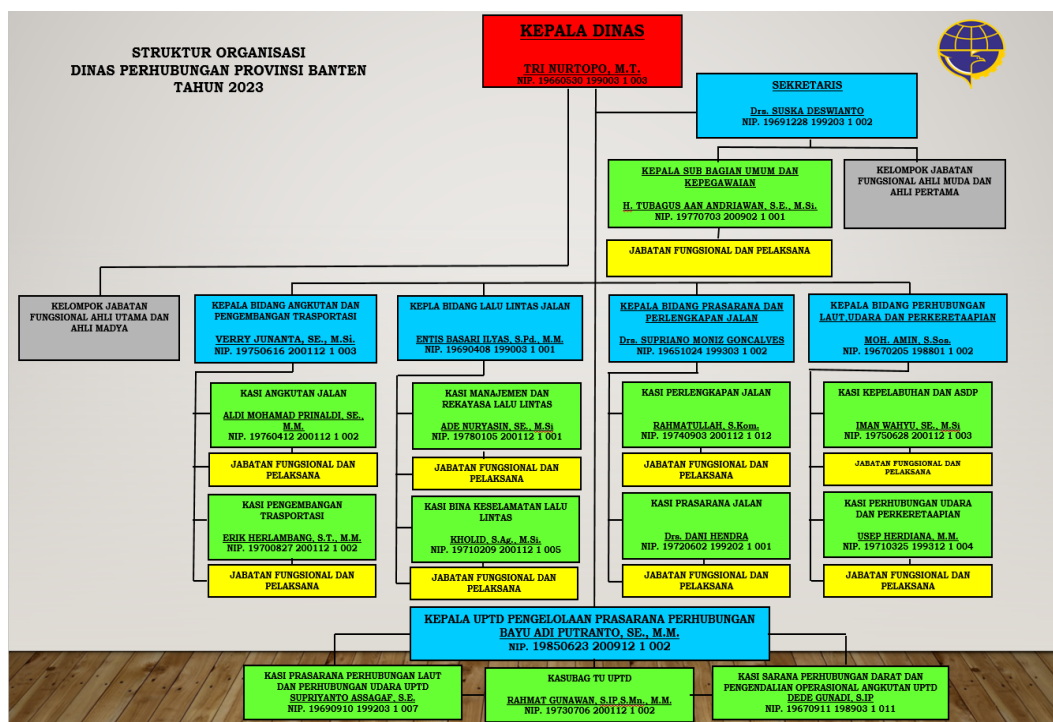 STRUKTUR ORGANISASI
DINAS PERHUBUNGAN PROVINSI BANTEN
TAHUN 2023
KEPALA DINAS
TRI NURTOPO, M.T.
NIP. 19660530 199003 1 003
SEKRETARIS
Drs. SUSKA DESWIANTO
NIP. 19691228 199203 1 002
KEPALA SUB BAGIAN UMUM DAN
KEPEGAWAIAN
H. TUBAGUS AAN ANDRIAWAN, S.E., M.Si.
NIP. 19770703 200902 1 001
KELOMPOK JABATAN
FUNGSIONAL AHLI MUDA DAN
AHLI PERTAMA
JABATAN FUNGSIONAL DAN PELAKSANA
KELOMPOK JABATAN
FUNGSIONAL AHLI UTAMA DAN
AHLI MADYA
KEPALA BIDANG ANGKUTAN DAN
PENGEMBANGAN TRASPORTASI
VERRY JUNANTA, SE., M.Si.
NIP. 19750616 200112 1 003
KEPLA BIDANG LALU LINTAS JALAN
ENTIS BASARI ILYAS, S.Pd., M.M.
NIP. 19690408 199003 1 001
KEPALA BIDANG PRASARANA DAN
PERLENGKAPAN JALAN
Drs. SUPRIANO MONIZ GONCALVES
NIP. 19651024 199303 1 002
KEPALA BIDANG PERHUBUNGAN
LAUT,UDARA DAN PERKERETAAPIAN
MOH. AMIN, S.Sos.
NIP. 19670205 198801 1 002
KASI ANGKUTAN JALAN
ALDI MOHAMAD PRINALDI, SE.,
M.M.
NIP. 19760412 200112 1 002
JABATAN FUNGSIONAL DAN
PELAKSANA
KASI PENGEMBANGAN
TRASPORTASI
ERIK HERLAMBANG, S.T., M.M.
NIP. 19700827 200112 1 002
JABATAN FUNGSIONAL DAN
PELAKSANA
KASI MANAJEMEN DAN
REKAYASA LALU LINTAS
ADE NURYASIN, SE., M.Si
NIP. 19780105 200112 1 001
JABATAN FUNGSIONAL DAN
PELAKSANA
KASI BINA KESELAMATAN LALU
LINTAS
KHOLID, S.Ag., M.Si.
NIP. 19710209 200112 1 005
JABATAN FUNGSIONAL DAN
PELAKSANA
KASI PERLENGKAPAN JALAN
RAHMATULLAH, S.Kom.
NIP. 19740903 200112 1 012
JABATAN FUNGSIONAL DAN
PELAKSANA
KASI PRASARANA JALAN
Drs. DANI HENDRA
NIP. 19720602 199202 1 001
JABATAN FUNGSIONAL DAN
PELAKSANA
KASI KEPELABUHAN DAN ASDP
IMAN WAHYU, SE., M.Si
NIP. 19750628 200112 1 003
JABATAN FUNGSIONAL DAN
PELAKSANA
KASI PERHUBUNGAN UDARA
DAN PERKERETAAPIAN
USEP HERDIANA, M.M.
NIP. 19710325 199312 1 004
JABATAN FUNGSIONAL DAN
PELAKSANA
KEPALA UPTD PENGELOLAAN PRASARANA PERHUBUNGAN
BAYU ADI PUTRANTO, SE., M.M.
NIP. 19850623 200912 1 002
KASI PRASARANA PERHUBUNGAN LAUT
DAN PERHUBUNGAN UDARA UPTD
SUPRIYANTO ASSAGAF, S.E.
NIP. 19690910 199203 1 007
KASUBAG TU UPTD
RAHMAT GUNAWAN, S.IP,S.Mn., M.M.
NIP. 19730706 200112 1 002
KASI SARANA PERHUBUNGAN DARAT DAN
PENGENDALIAN OPERASIONAL ANGKUTAN UPTD
DEDE GUNADI, S.IP
NIP. 19670911 198903 1 011